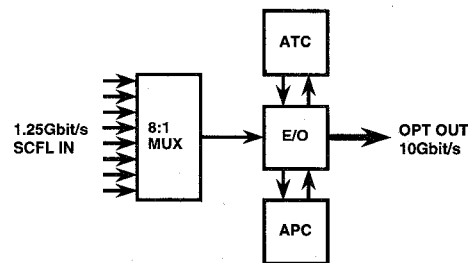 ATC
1.25Gbit/s
SCFL IN
8:1
MUX
E/O
OPT OUT
10Gbit/s
APC